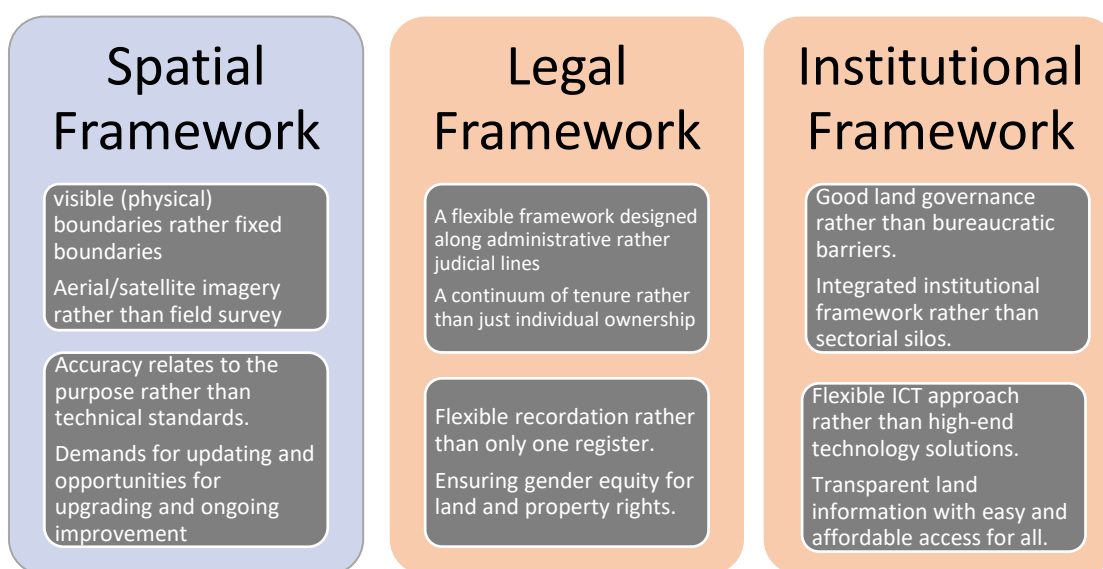 Spatial
Framework
visible (physical)
boundaries rather fixed
boundaries
Aerial/satellite imagery
rather than field survey
Accuracy relates to the
purpose rather than
technical standards.
Demands for updating and
opportunities for
upgrading and ongoing
improvement
Legal
Framework
A flexible framework designed
along administrative rather
judicial lines
A continuum of tenure rather
than just individual ownership
Flexible recordation rather
than only one register.
Ensuring gender equity for
land and property rights.
Institutional
Framework
Good land governance
rather than bureaucratic
barriers.
Integrated institutional
framework rather than
sectorial silos.
Flexible ICT approach
rather than high-end
technology solutions.
Transparent land
information with easy and
affordable access for all.